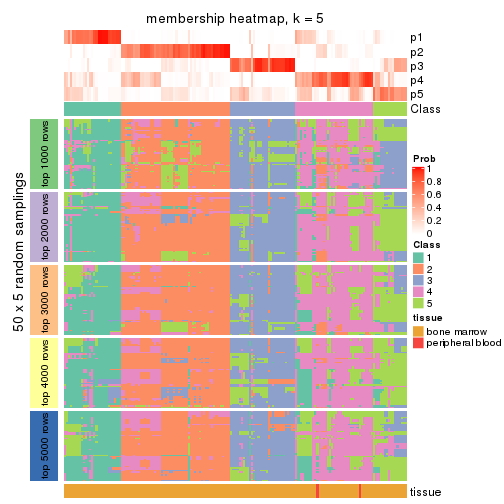 membership heatmap, k = 5
p1
p2
p3
p4
p5
Class
50 x 5 random samplings
top 1000 rows
top 2000 rows
top 3000 rows
top 4000 rows
top 5000 rows
tissue
Prob
1
0.8
0.6
0.4
0.2
0
Class
1
2
3
4
5
tissue
bone marrow
peripheral blood